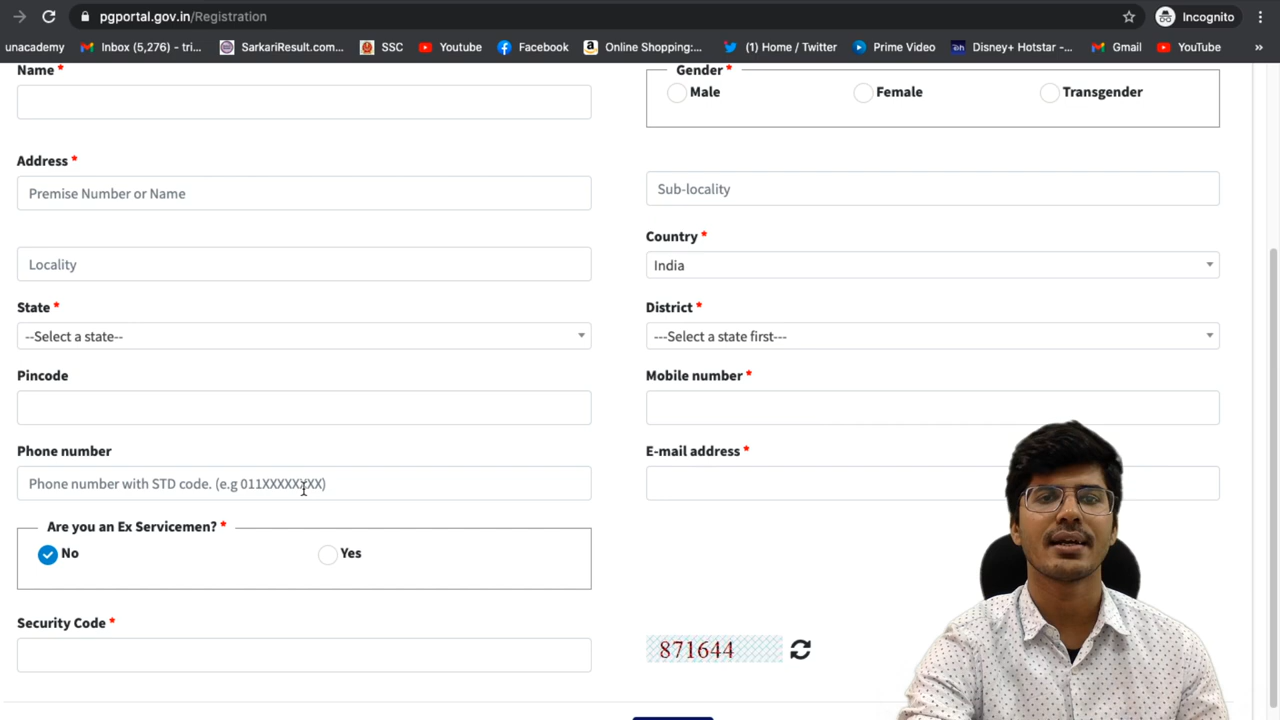 pgportal.gov.in/Registration
Incognito
unacademy Inbox (5,276) - tri... SarkariResult.com... SSC Youtube Facebook Online Shopping:... (1) Home / Twitter Prime Video Disney+ Hotstar -... Gmail YouTube »
Name *
Gender *
Male Female Transgender
Address *
Premise Number or Name
Sub-locality
Locality
Country *
India
State *
--Select a state--
District *
---Select a state first---
Pincode
Mobile number *
Phone number
Phone number with STD code. (e.g 011XXXXXXXX)
E-mail address *
Are you an Ex Servicemen? *
No Yes
Security Code *
871644